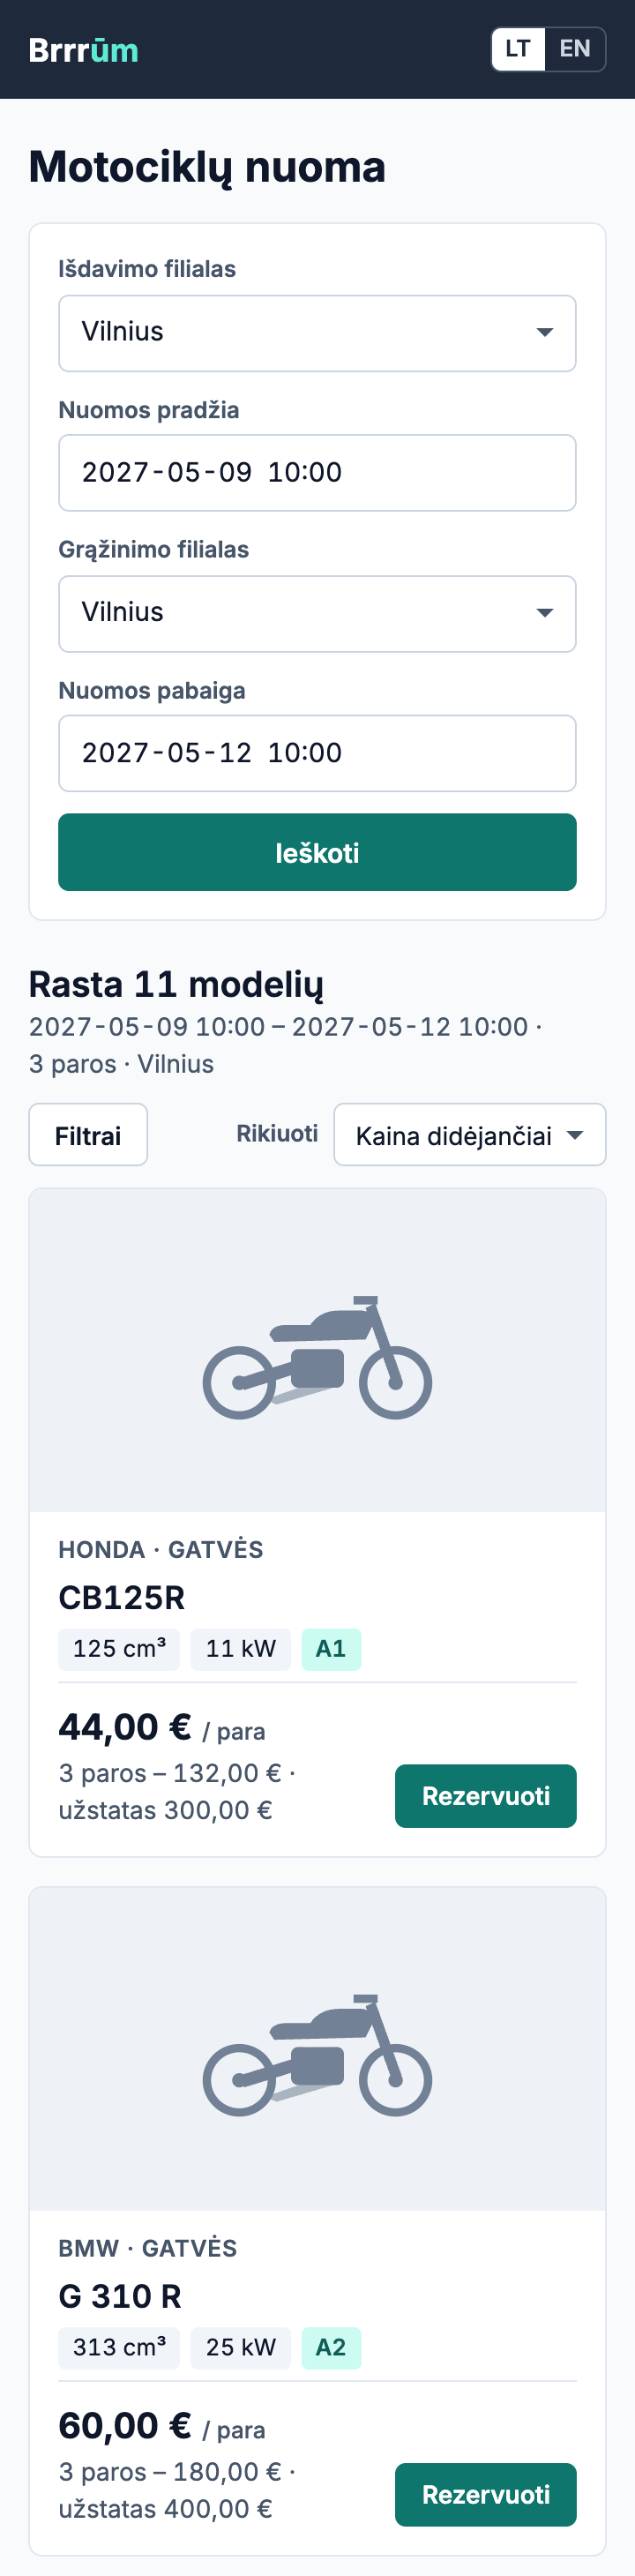 Brrrūm
LT EN
Motociklų nuoma
Išdavimo filialas
Vilnius
Nuomos pradžia
2027-05-09 10:00
Grąžinimo filialas
Vilnius
Nuomos pabaiga
2027-05-12 10:00
Ieškoti
Rasta 11 modelių
2027-05-09 10:00 – 2027-05-12 10:00 ·
3 paros · Vilnius
Filtrai Rikiuoti Kaina didėjančiai
HONDA · GATVĖS
CB125R
125 cm³ 11 kW A1
44,00 € / para
3 paros – 132,00 € ·
užstatas 300,00 €
Rezervuoti
BMW · GATVĖS
G 310 R
313 cm³ 25 kW A2
60,00 € / para
3 paros – 180,00 € ·
užstatas 400,00 €
Rezervuoti